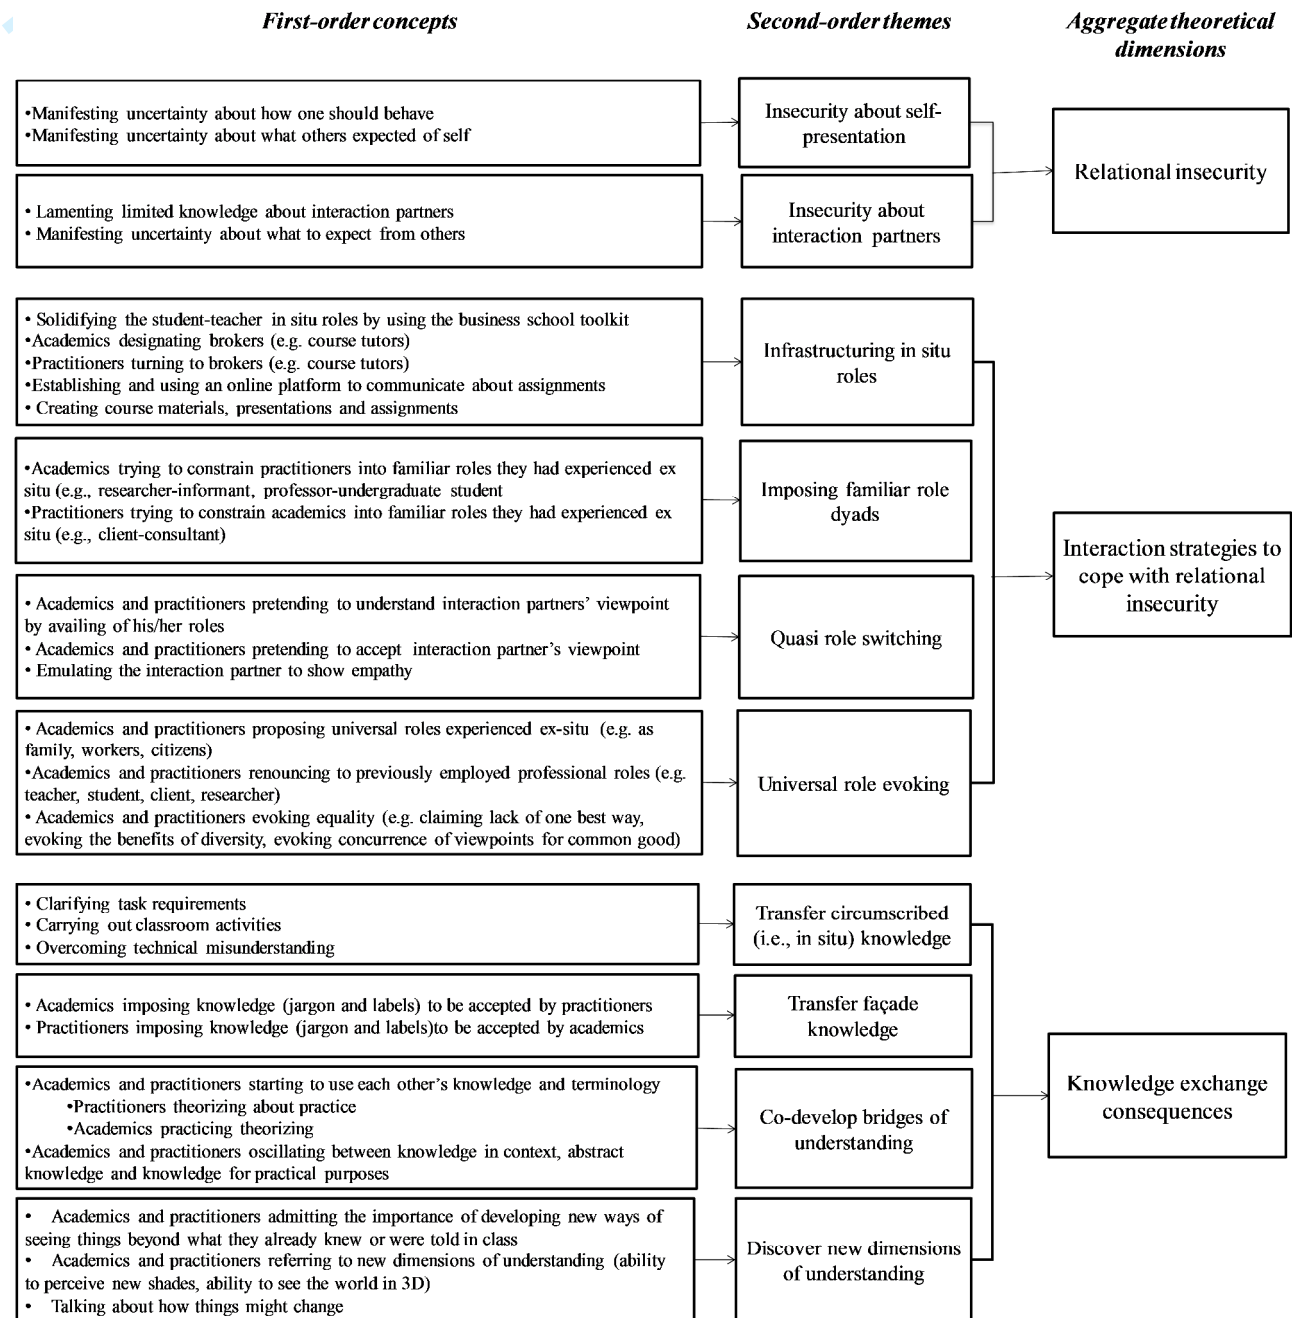 First-order concepts
Second-order themes
Aggregate theoretical
dimensions
•Manifesting uncertainty about how one should behave
•Manifesting uncertainty about what others expected of self
Insecurity about self-
presentation
Relational insecurity
• Lamenting limited knowledge about interaction partners
• Manifesting uncertainty about what to expect from others
Insecurity about
interaction partners
• Solidifying the student-teacher in situ roles by using the business school toolkit
•Academics designating brokers (e.g. course tutors)
•Practitioners turning to brokers (e.g. course tutors)
•Establishing and using an online platform to communicate about assignments
• Creating course materials, presentations and assignments
Infrastructuring in situ
roles
•Academics trying to constrain practitioners into familiar roles they had experienced ex
situ (e.g., researcher-informant, professor-undergraduate student
•Practitioners trying to constrain academics into familiar roles they had experienced ex
situ (e.g., client-consultant)
Imposing familiar role
dyads
Interaction strategies to
cope with relational
insecurity
• Academics and practitioners pretending to understand interaction partners’ viewpoint
by availing of his/her roles
• Academics and practitioners pretending to accept interaction partner’s viewpoint
• Emulating the interaction partner to show empathy
Quasi role switching
• Academics and practitioners proposing universal roles experienced ex-situ (e.g. as
family, workers, citizens)
•Academics and practitioners renouncing to previously employed professional roles (e.g.
teacher, student, client, researcher)
• Academics and practitioners evoking equality (e.g. claiming lack of one best way,
evoking the benefits of diversity, evoking concurrence of viewpoints for common good)
Universal role evoking
• Clarifying task requirements
• Carrying out classroom activities
• Overcoming technical misunderstanding
Transfer circumscribed
(i.e., in situ) knowledge
• Academics imposing knowledge (jargon and labels) to be accepted by practitioners
• Practitioners imposing knowledge (jargon and labels)to be accepted by academics
Transfer façade
knowledge
Knowledge exchange
consequences
•Academics and practitioners starting to use each other’s knowledge and terminology
•Practitioners theorizing about practice
•Academics practicing theorizing
•Academics and practitioners oscillating between knowledge in context, abstract
knowledge and knowledge for practical purposes
Co-develop bridges of
understanding
• Academics and practitioners admitting the importance of developing new ways of
seeing things beyond what they already knew or were told in class
• Academics and practitioners referring to new dimensions of understanding (ability
to perceive new shades, ability to see the world in 3D)
• Talking about how things might change
Discover new dimensions
of understanding